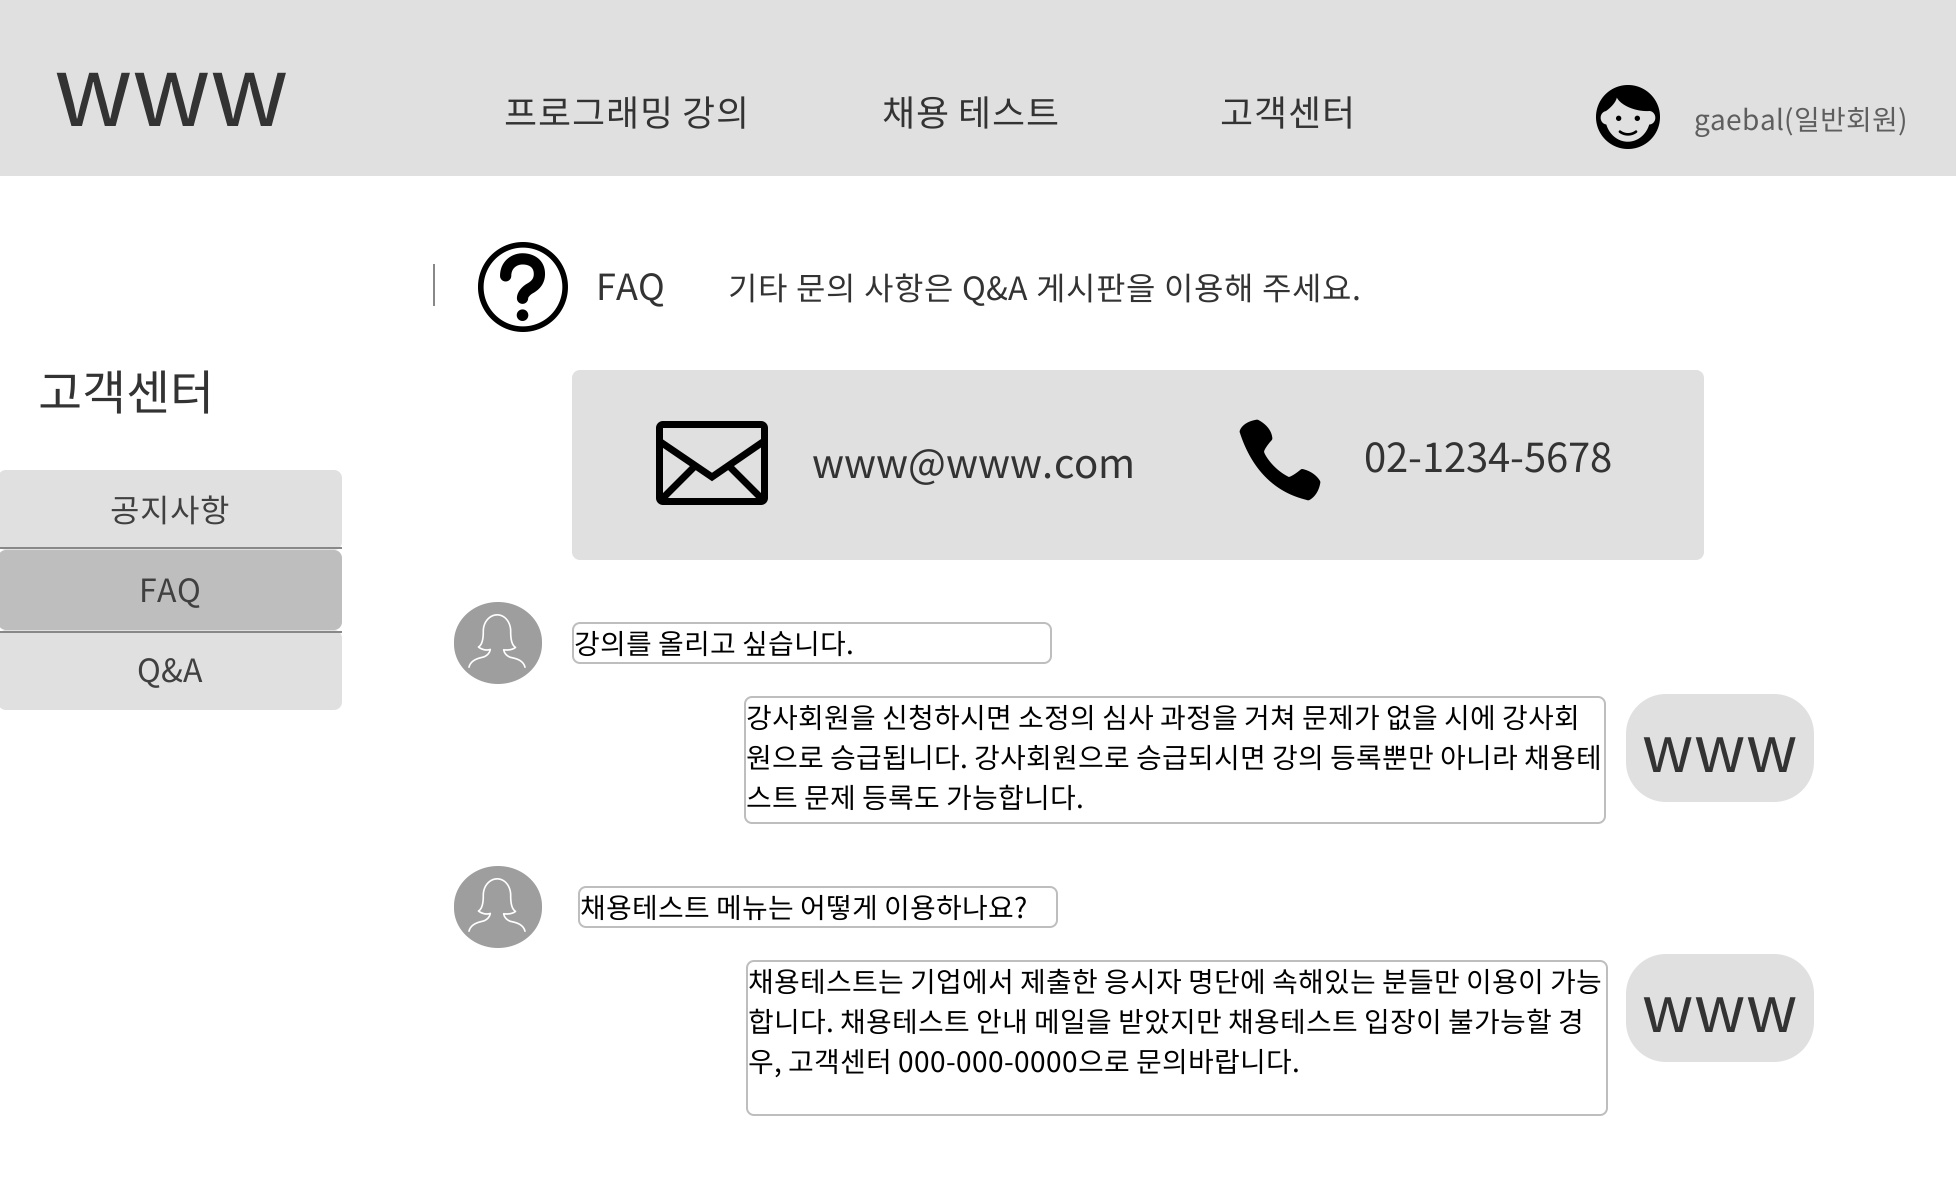 www
프로그래밍 강의
채용 테스트
고객센터
gaebal(일반회원)
FAQ
기타 문의 사항은 Q&A 게시판을 이용해 주세요.
고객센터
공지사항
FAQ
Q&A
www@www.com
02-1234-5678
강의를 올리고 싶습니다.
강사회원을 신청하시면 소정의 심사 과정을 거쳐 문제가 없을 시에 강사회
원으로 승급됩니다. 강사회원으로 승급되시면 강의 등록뿐만 아니라 채용테
스트 문제 등록도 가능합니다.
www
채용테스트 메뉴는 어떻게 이용하나요?
채용테스트는 기업에서 제출한 응시자 명단에 속해있는 분들만 이용이 가능
합니다. 채용테스트 안내 메일을 받았지만 채용테스트 입장이 불가능할 경
우, 고객센터 000-000-0000으로 문의바랍니다.
www